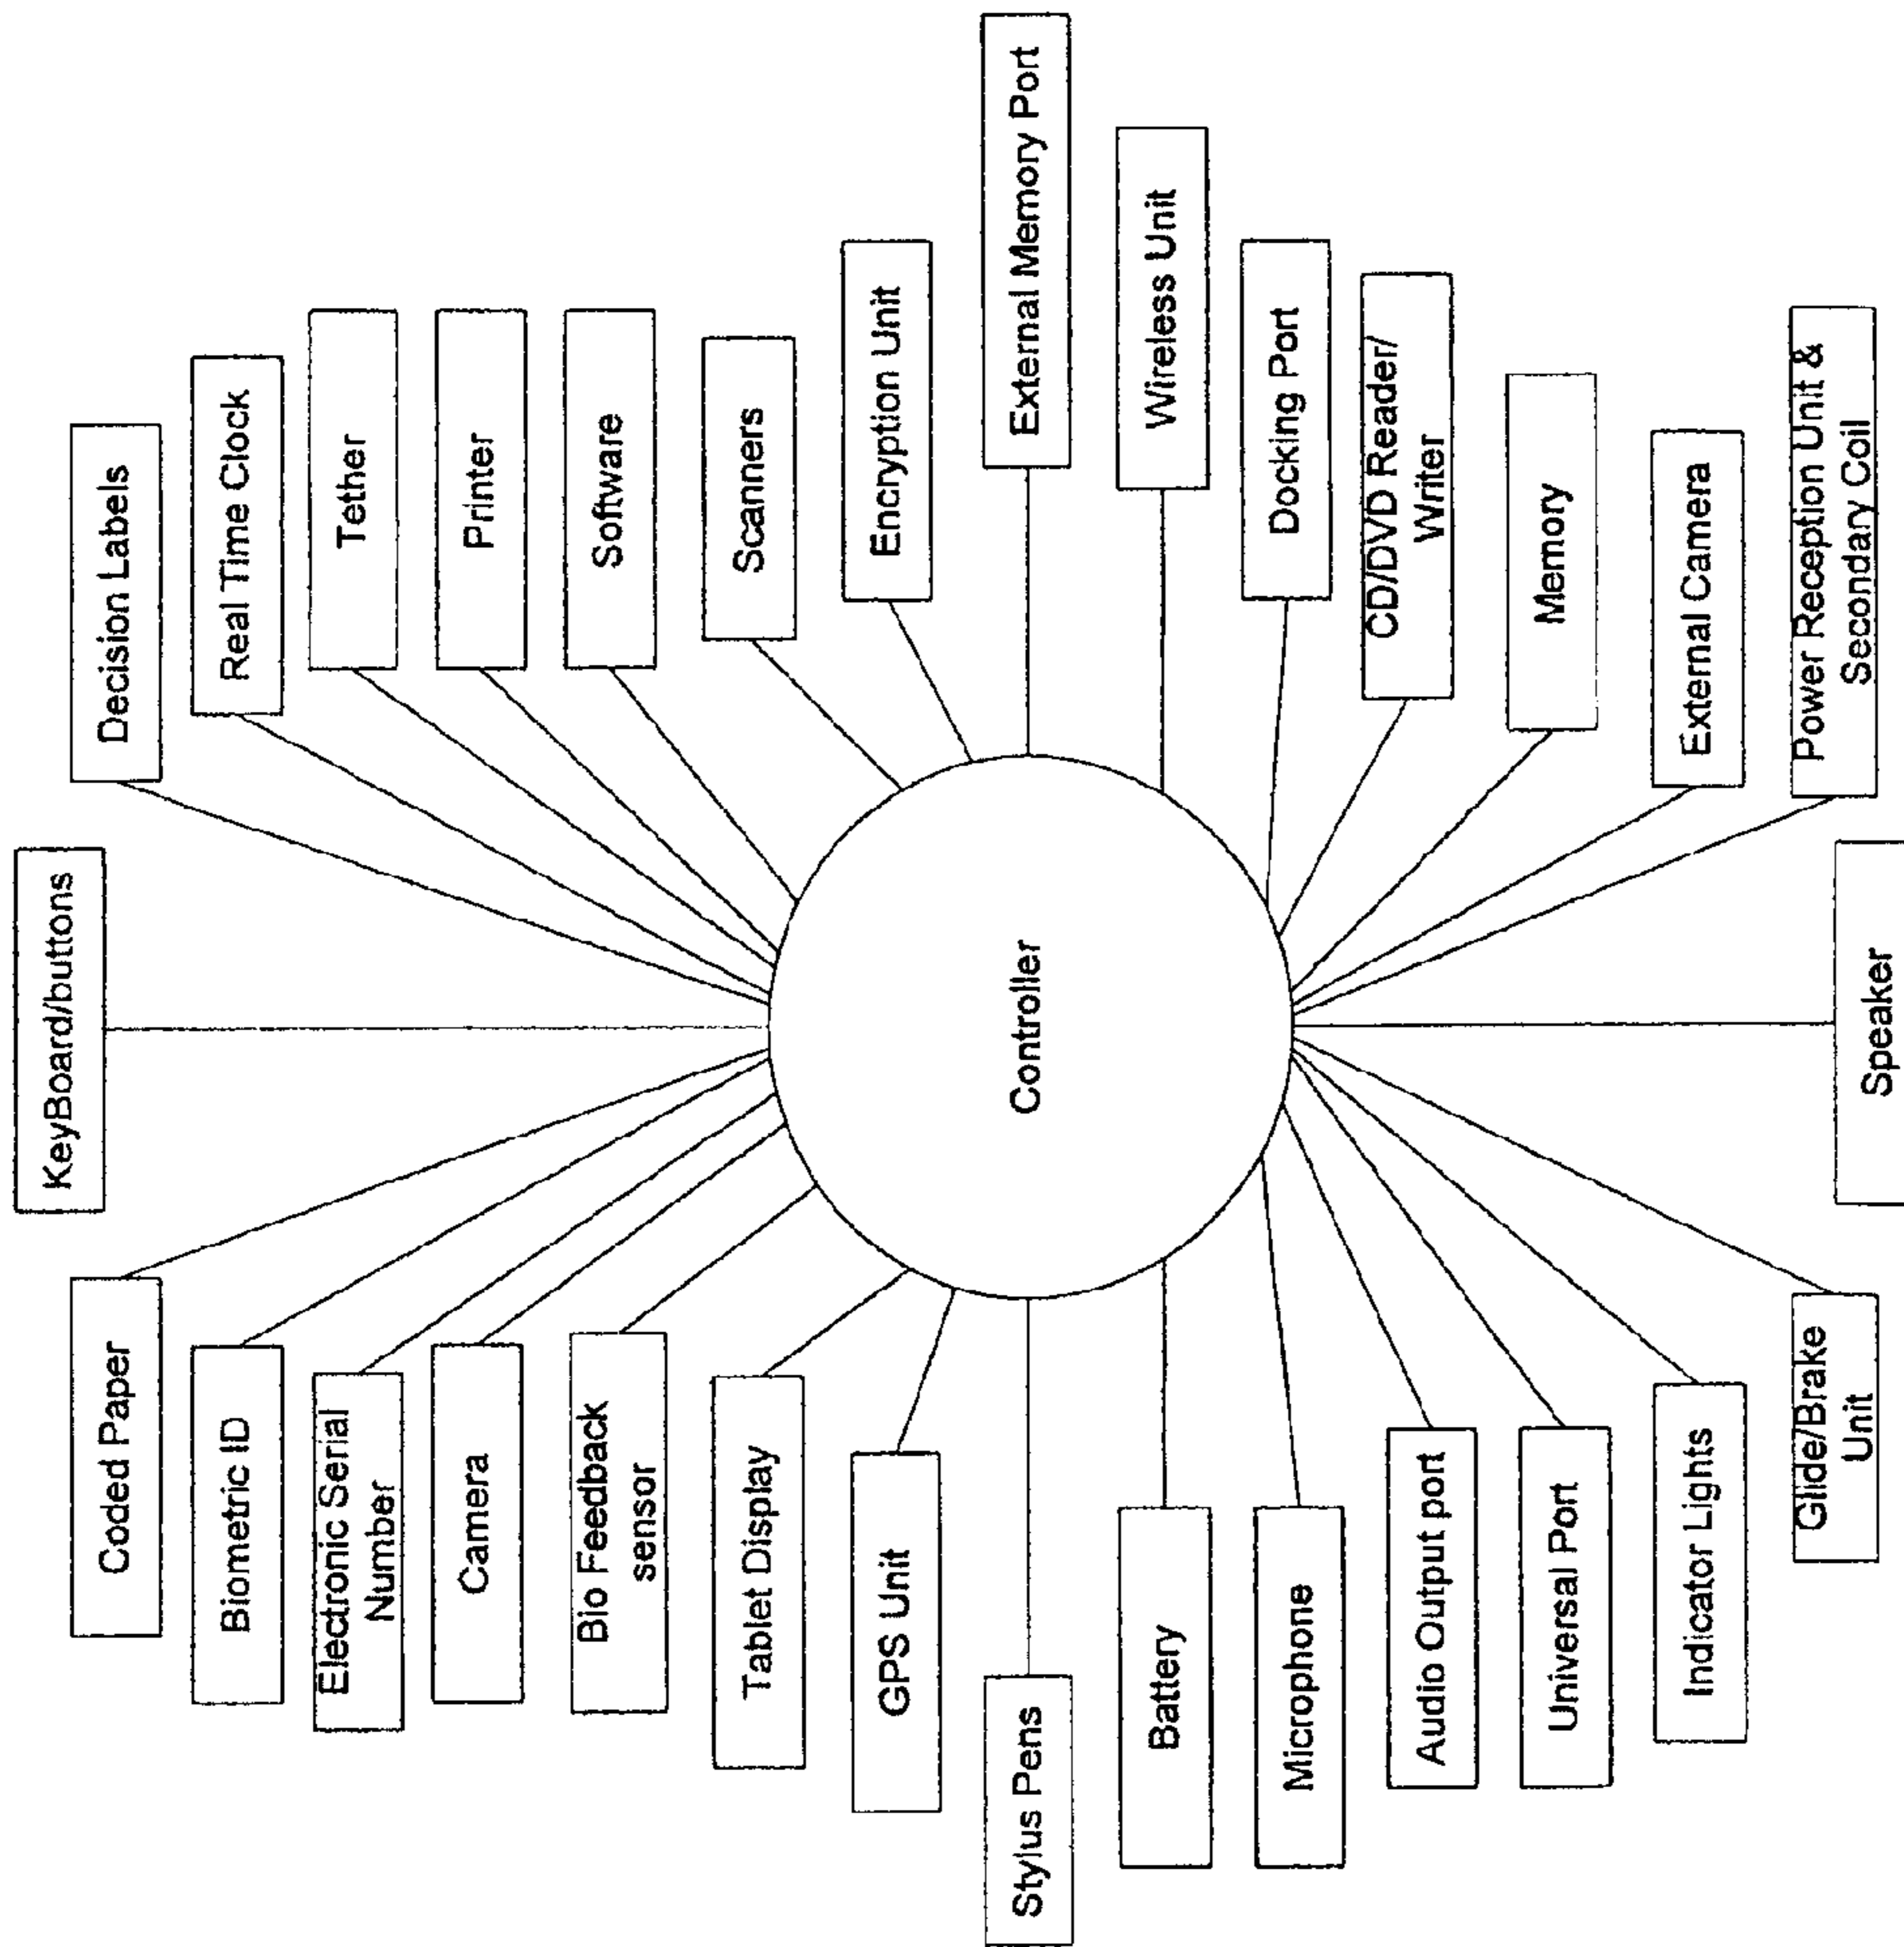 KeyBoard/buttons
Decision Labels
Real Time Clock
Tether
Printer
Software
Scanners
Encryption Unit
External Memory Port
Wireless Unit
Docking Port
CD/DVD Reader/
Writer
Memory
External Camera
Power Reception Unit &
Secondary Coil
Speaker
Glide/Brake
Unit
Indicator Lights
Universal Port
Audio Output port
Microphone
Battery
Stylus Pens
GPS Unit
Tablet Display
Bio Feedback
sensor
Camera
Electronic Serial
Number
Biometric ID
Coded Paper
Controller